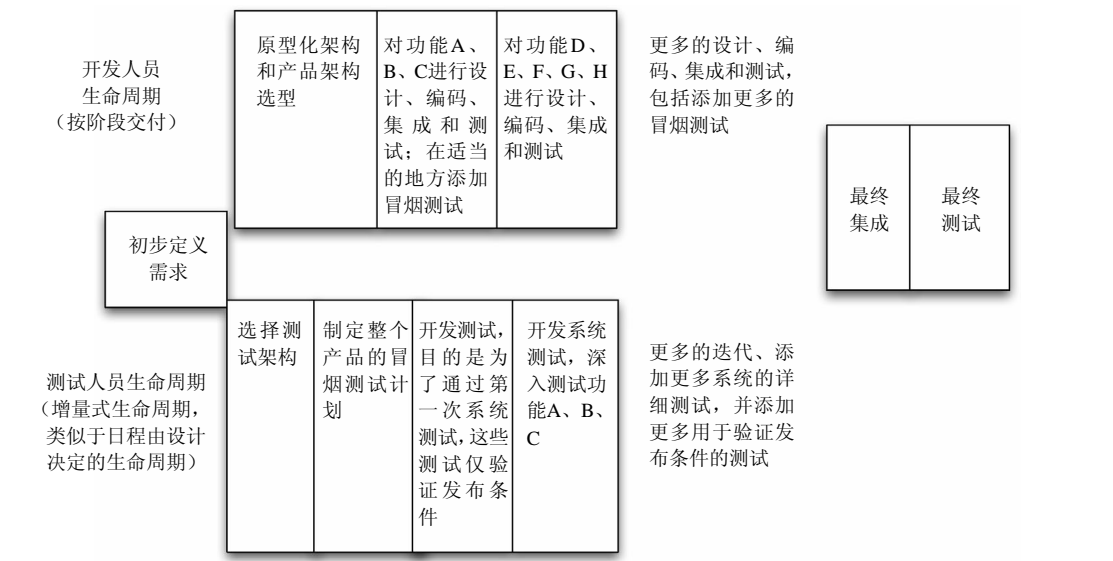 开发人员
生命周期
（按阶段交付）
原型化架构
和产品架构
选型
对功能A、
B、C进行设
计、编码、
集成和测
试；在适当
的地方添加
冒烟测试
对功能D、
E、F、G、H
进行设计、
编码、集成
和测试
更多的设计、编
码、集成和测试，
包括添加更多的
冒烟测试
最终
集成
最终
测试
初步定义
需求
测试人员生命周期
（增量式生命周期，
类似于日程由设计
决定的生命周期）
选择测
试架构
制定整个
产品的冒
烟测试计
划
开发测试，
目的是为
了通过第
一次系统
测试，这些
测试仅验
证发布条
件
开发系统
测试，深
入测试功
能A、B、
C
更多的迭代、添
加更多系统的详
细测试，并添加
更多用于验证发
布条件的测试